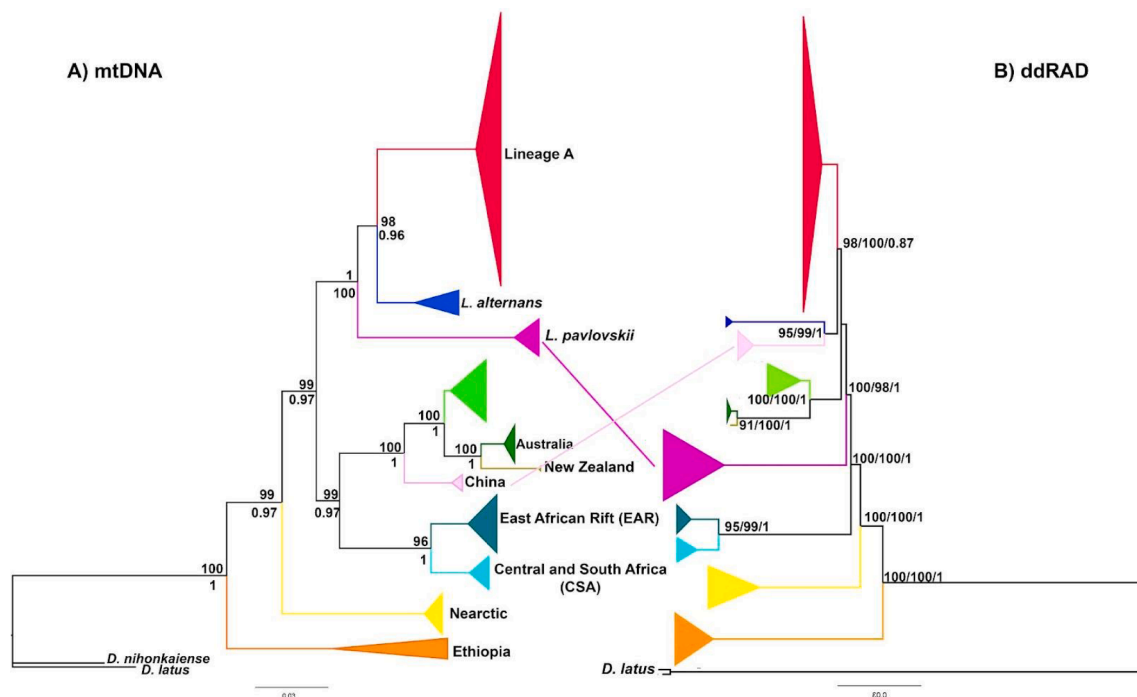 A) mtDNA
B) ddRAD
Lineage A
98
0.96
98/100/0.87
1
100
L. alternans
95/99/1
L. pavlovskii
99
0.97
100/98/1
100
1
100/100/1
91/100/1
100
1
Australia
100
1
New Zealand
China
100/100/1
99
0.97
99
0.97
East African Rift (EAR)
95/99/1
100/100/1
96
1
Central and South Africa
(CSA)
100
1
100/100/1
Nearctic
Ethiopia
D. nihonkaiense
D. latus
D. latus
0.03